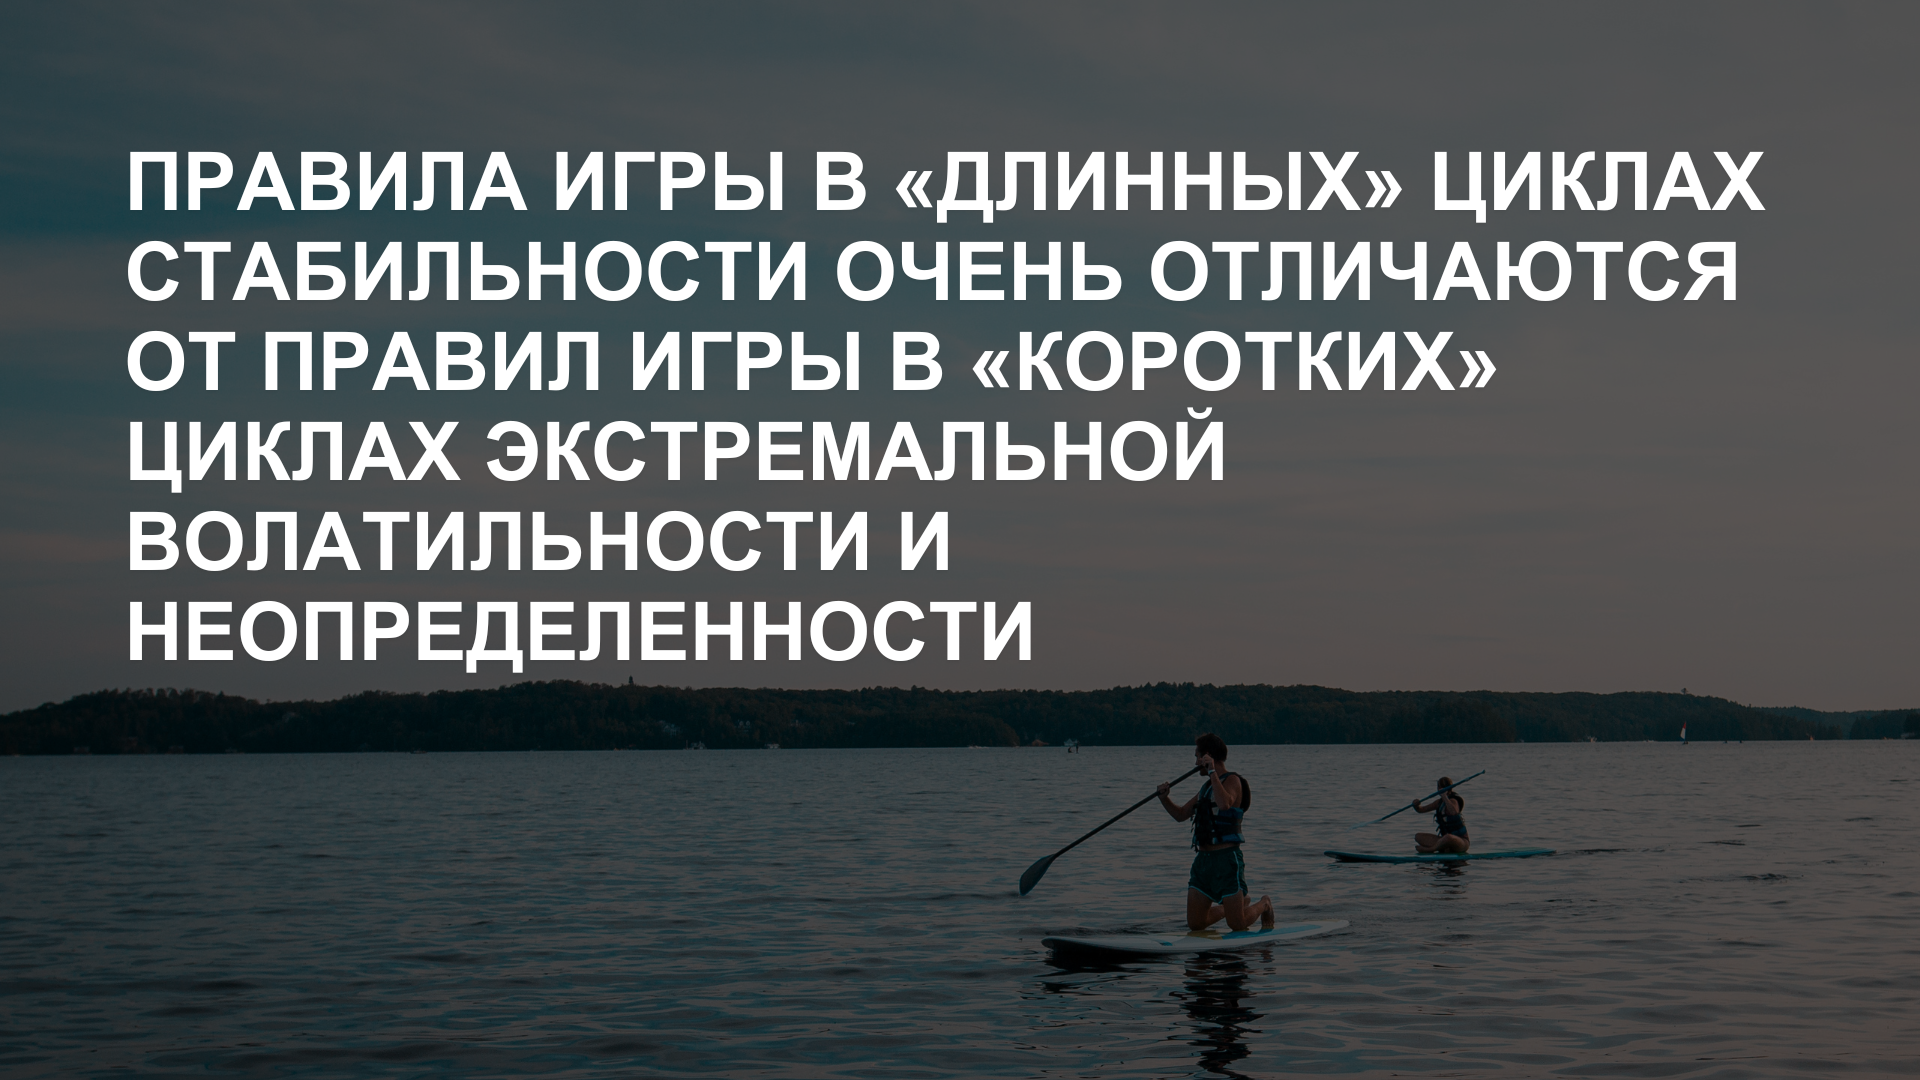 ПРАВИЛА ИГРЫ В «ДЛИННЫХ» ЦИКЛАХ
СТАБИЛЬНОСТИ ОЧЕНЬ ОТЛИЧАЮТСЯ
ОТ ПРАВИЛ ИГРЫ В «КОРОТКИХ»
ЦИКЛАХ ЭКСТРЕМАЛЬНОЙ
ВОЛАТИЛЬНОСТИ И
НЕОПРЕДЕЛЕННОСТИ